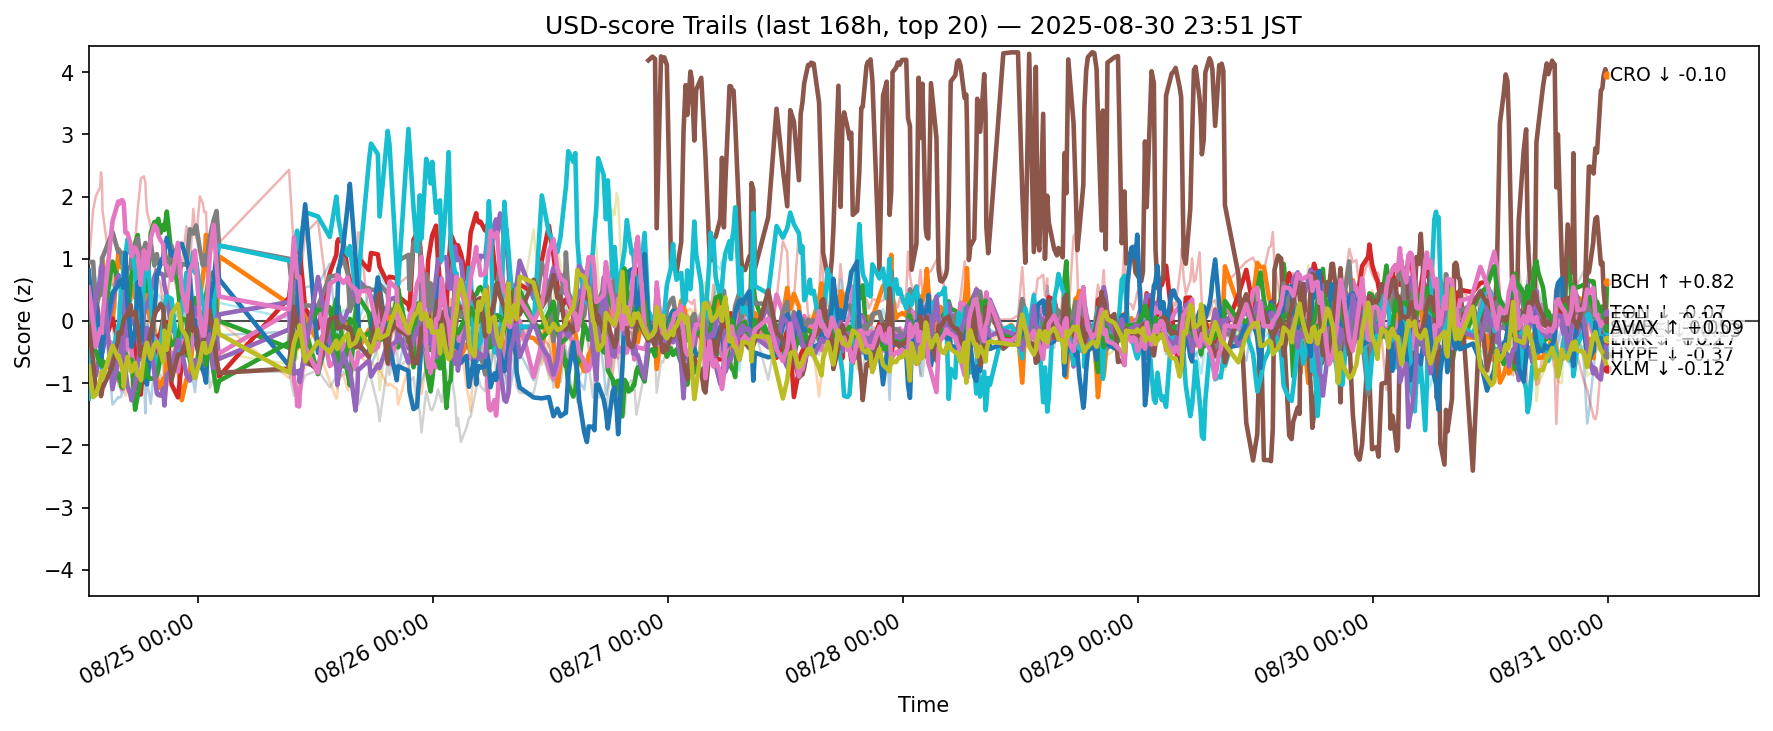 USD-score Trails (last 168h, top 20) — 2025-08-30 23:51 JST
Score (z)
4
3
2
1
0
−1
−2
−3
−4
CRO ↓ -0.10
BCH ↑ +0.82
TON ↓ -0.07
AVAX ↑ +0.09
LINK
HYPE ↓ -0.37
XLM ↓ -0.12
08/25 00:00
08/26 00:00
08/27 00:00
08/28 00:00
08/29 00:00
08/30 00:00
08/31 00:00
Time